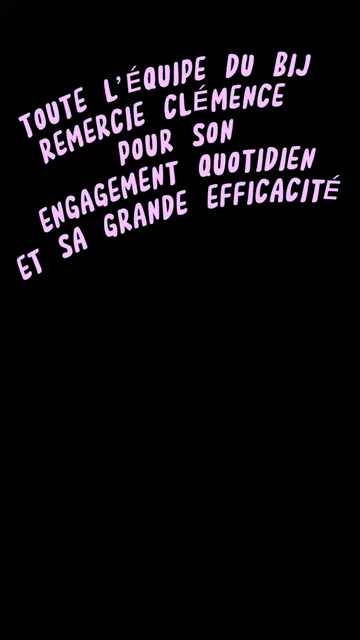 TOUTE L'ÉQUIPE DU BIJ
REMERCIE CLÉMENCE
POUR SON
ENGAGEMENT QUOTIDIEN
ET SA GRANDE EFFICACITÉ